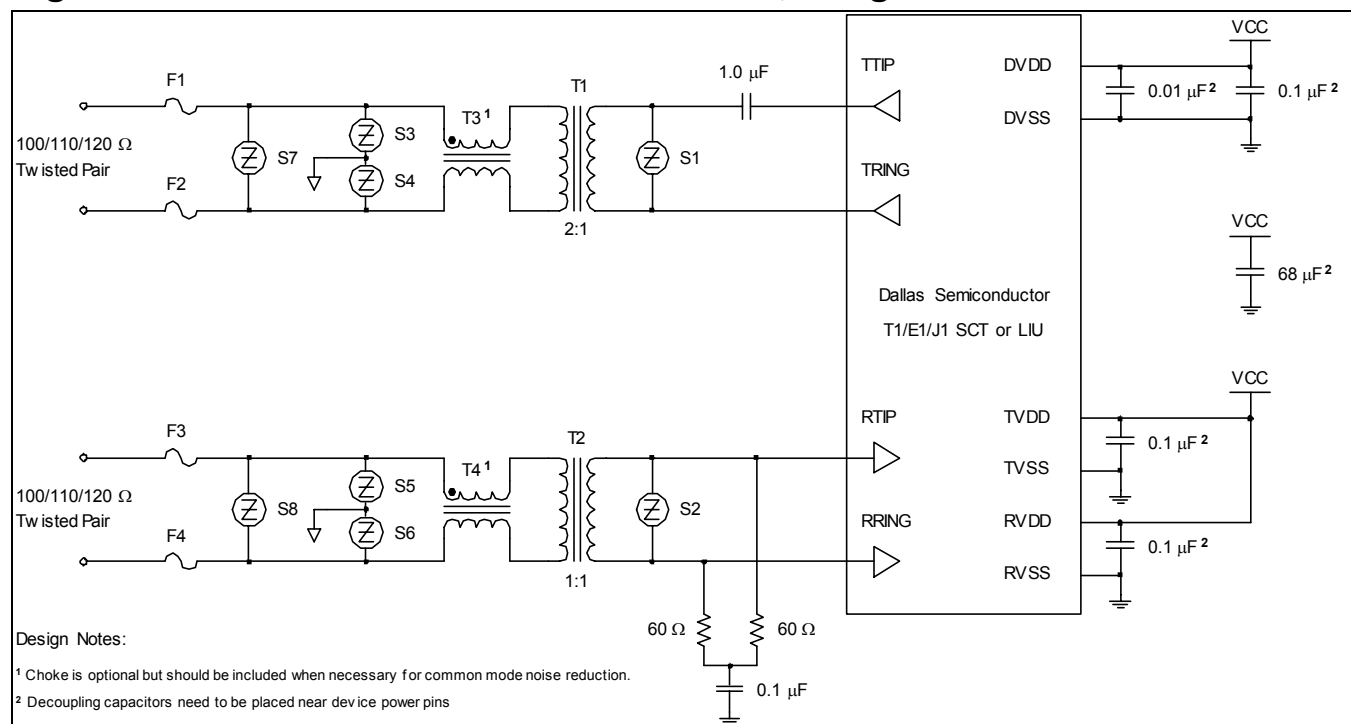 F1
F2
100/110/120 Ω
Twisted Pair
S7
S3
S4
T3 ¹
T1
2:1
S1
1.0 µF
TTIP
TRING
DVDD
DVSS
VCC
0.01 µF ²
0.1 µF ²
VCC
68 µF ²
Dallas Semiconductor
T1/E1/J1 SCT or LIU
F3
F4
100/110/120 Ω
Twisted Pair
S8
S5
S6
T4 ¹
T2
1:1
S2
RTIP
RRING
TVDD
TVSS
RVDD
RVSS
VCC
0.1 µF ²
0.1 µF ²
60 Ω
60 Ω
0.1 µF
Design Notes:
¹ Choke is optional but should be included when necessary for common mode noise reduction.
² Decoupling capacitors need to be placed near device power pins